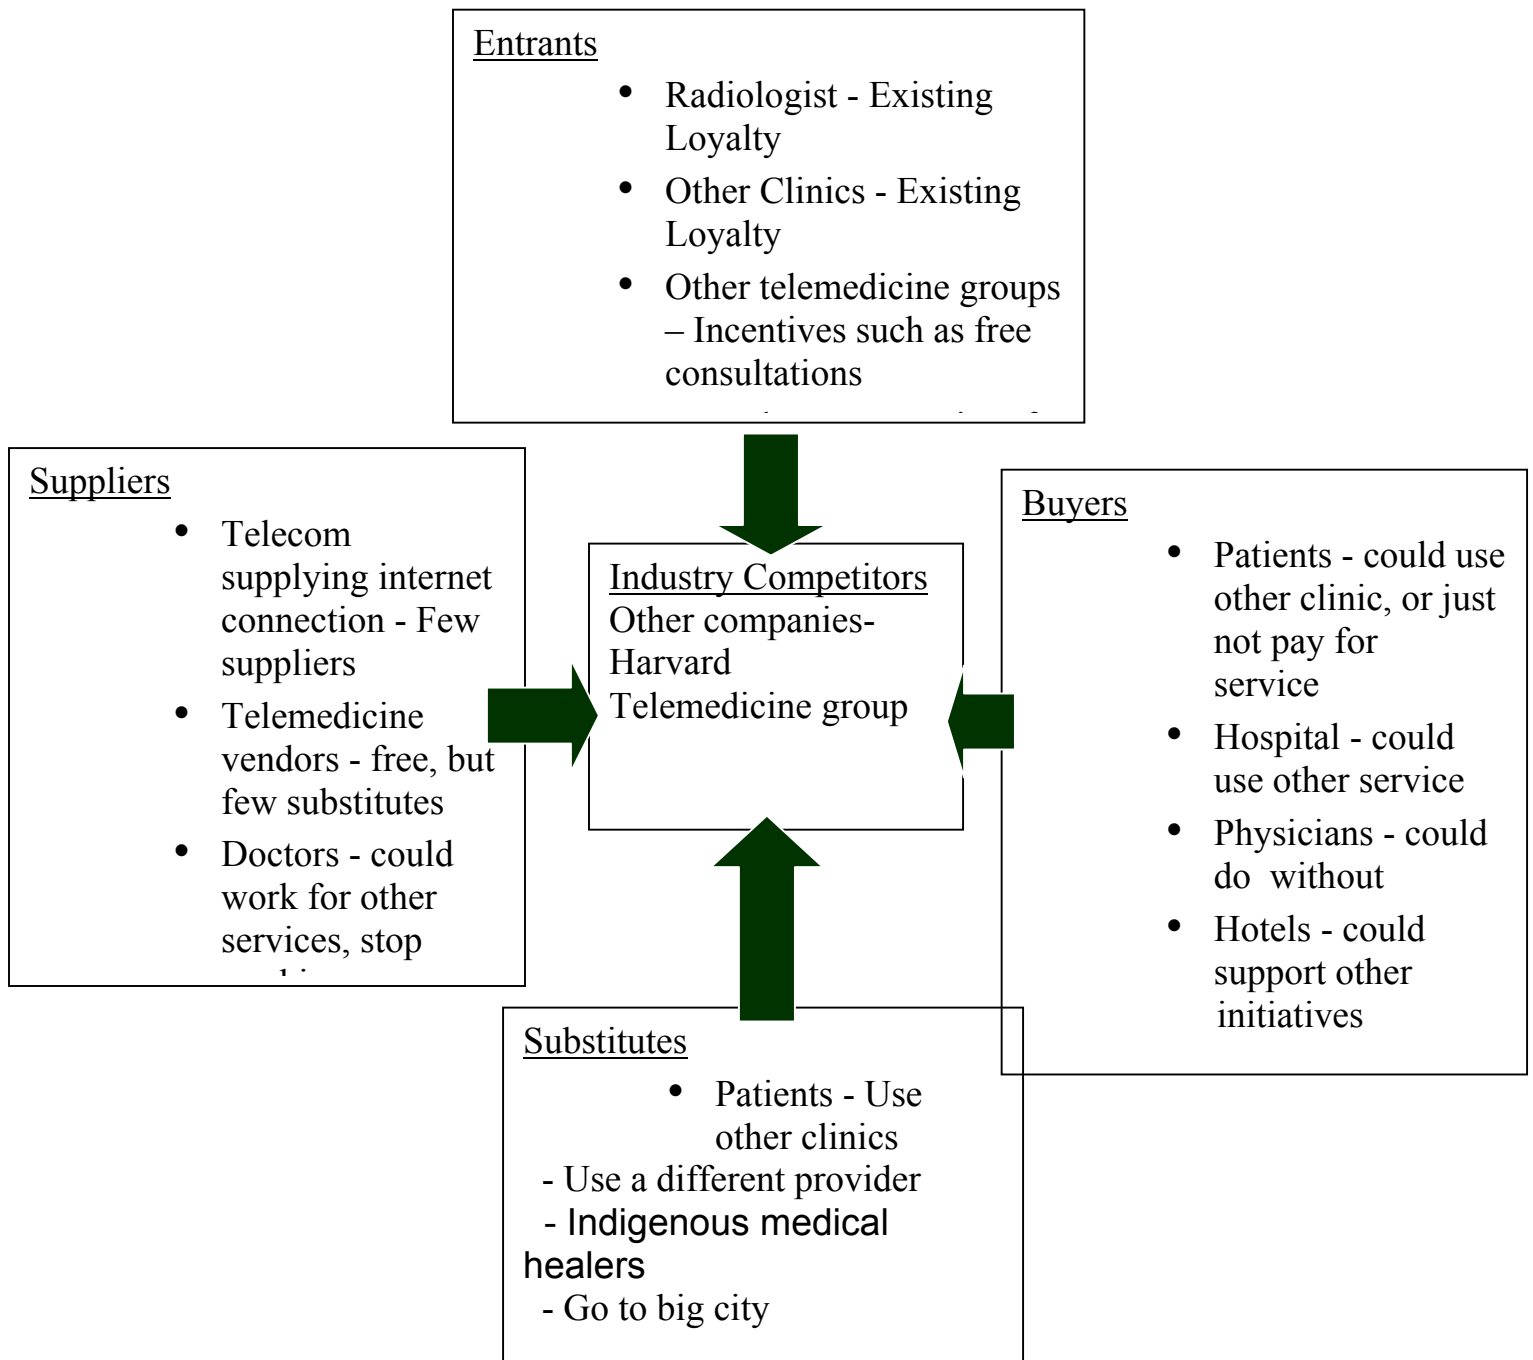 Entrants
• Radiologist - Existing
Loyalty
• Other Clinics - Existing
Loyalty
• Other telemedicine groups
– Incentives such as free
consultations
Suppliers
• Telecom
supplying internet
connection - Few
suppliers
• Telemedicine
vendors - free, but
few substitutes
• Doctors - could
work for other
services, stop
Industry Competitors
Other companies-
Harvard
Telemedicine group
Buyers
• Patients - could use
other clinic, or just
not pay for
service
• Hospital - could
use other service
• Physicians - could
do without
• Hotels - could
support other
initiatives
Substitutes
• Patients - Use
other clinics
- Use a different provider
- Indigenous medical
healers
- Go to big city